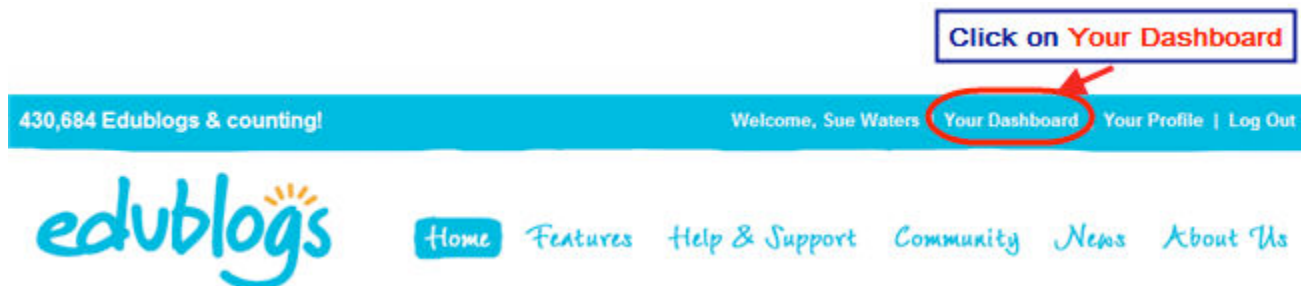 Click on Your Dashboard
430,684 Edublogs & counting!
Welcome, Sue Waters | Your Dashboard | Your Profile | Log Out
edublogs
Home Features Help & Support Community News About Us